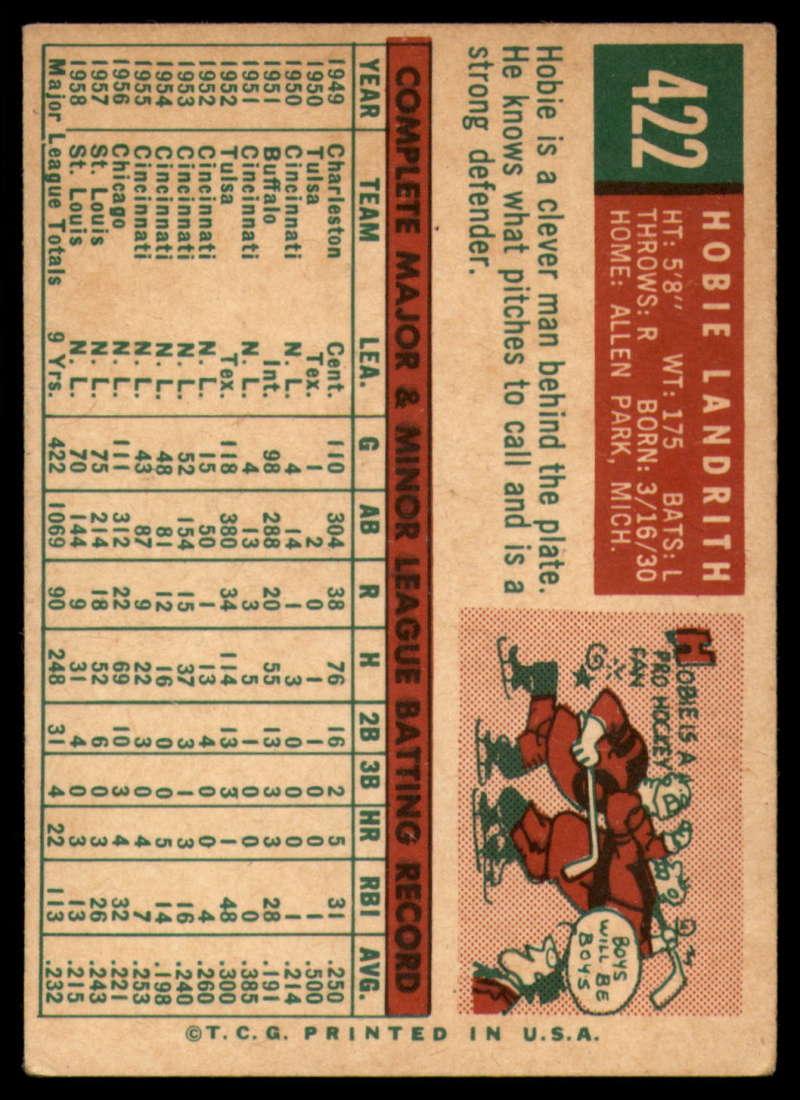 422
HOBIE LANDRITH
HT: 5'8" WT: 175 BATS: L
THROWS: R BORN: 3/16/30
HOME: ALLEN PARK, MICH.
Hobie is a clever man behind the plate.
He knows what pitches to call and is a
strong defender.
HOBIE IS A
PRO HOCKEY
FAN
BOYS
WILL BE
BOYS
COMPLETE MAJOR & MINOR LEAGUE BATTING RECORD
YEAR TEAM LEA. G AB R H 2B 3B HR RBI AVG.
1949 Charleston Cent. 110 304 38 76 16 2 5 31 .250
1950 Tulsa Tex. 1 2 0 1 1 0 0 1 .500
1950 Cincinnati N. L. 4 14 1 3 0 0 0 1 .214
1951 Buffalo Int. 98 288 20 55 13 3 3 28 .191
1951 Cincinnati N. L. 4 13 3 5 1 0 0 0 .385
1952 Tulsa Tex. 118 380 34 114 13 3 1 48 .300
1952 Cincinnati N. L. 15 50 1 13 4 0 0 4 .260
1953 Cincinnati N. L. 52 154 15 37 3 1 3 16 .240
1954 Cincinnati N. L. 48 81 12 16 0 0 5 14 .198
1955 Cincinnati N. L. 43 87 9 22 3 0 4 7 .253
1956 Chicago N. L. 111 312 22 69 10 3 4 32 .221
1957 St. Louis N. L. 75 214 18 52 6 0 3 26 .243
1958 St. Louis N. L. 70 144 9 31 4 0 3 13 .215
Major League Totals 9 Yrs. 422 1069 90 248 31 4 22 113 .232
©T.C.G. PRINTED IN U.S.A.